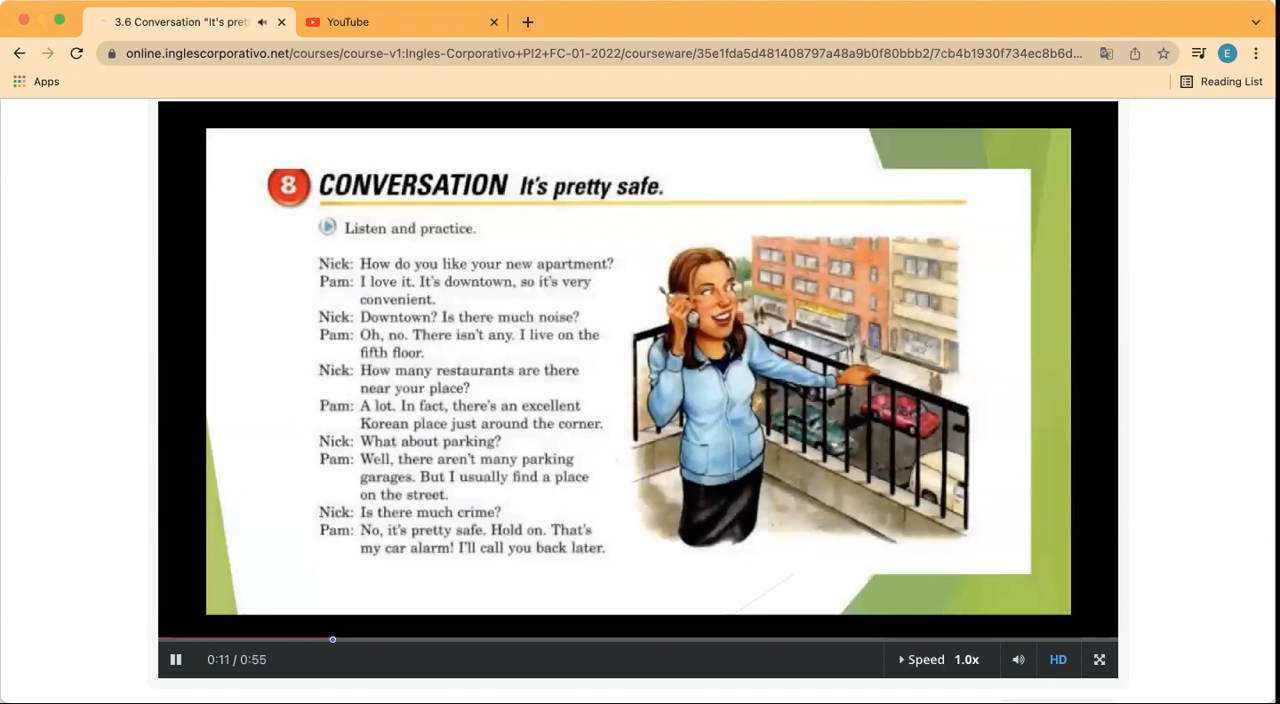 3.6 Conversation "It's pret
YouTube
online.inglescorporativo.net/courses/course-v1:Ingles-Corporativo+PI2+FC-01-2022/courseware/35e1fda5d481408797a48a9b0f80bbb2/7cb4b1930f734ec8b6d...
E
Apps
Reading List
8 CONVERSATION It's pretty safe.
Listen and practice.
Nick: How do you like your new apartment?
Pam: I love it. It's downtown, so it's very
convenient.
Nick: Downtown? Is there much noise?
Pam: Oh, no. There isn't any. I live on the
fifth floor.
Nick: How many restaurants are there
near your place?
Pam: A lot. In fact, there's an excellent
Korean place just around the corner.
Nick: What about parking?
Pam: Well, there aren't many parking
garages. But I usually find a place
on the street.
Nick: Is there much crime?
Pam: No, it's pretty safe. Hold on. That's
my car alarm! I'll call you back later.
0:11 / 0:55
Speed 1.0x
HD